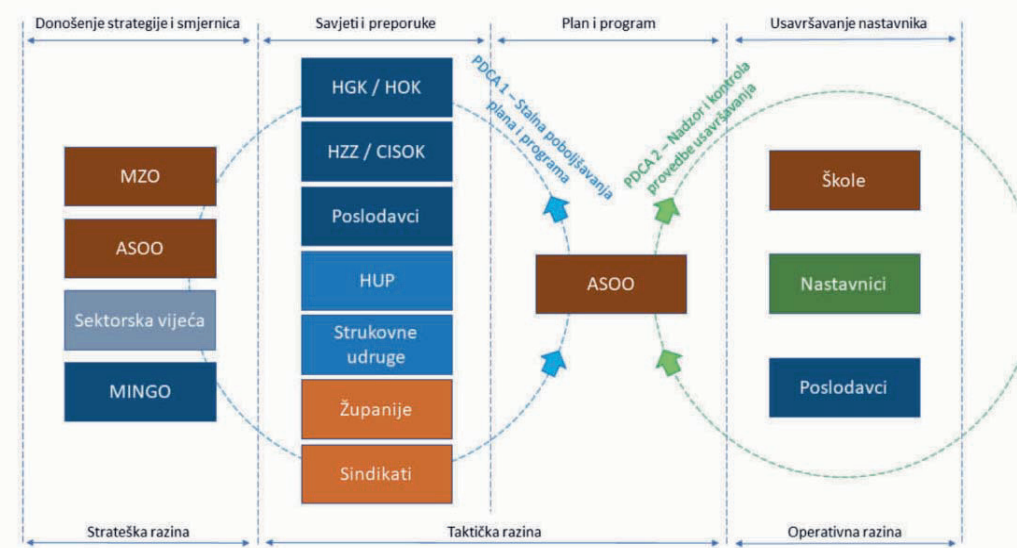 Donošenje strategije i smjernica
Savjeti i preporuke
Plan i program
Usavršavanje nastavnika
MZO
ASOO
Sektorska vijeća
MINGO
HGK / HOK
HZZ / CISOK
Poslodavci
HUP
Strukovne
udruge
Županije
Sindikati
PDCA 1 – Stalna poboljšavanja
plana i programa
PDCA 2 – Nadzor i kontrola
provedbe usavršavanja
ASOO
Škole
Nastavnici
Poslodavci
Strateška razina
Taktička razina
Operativna razina